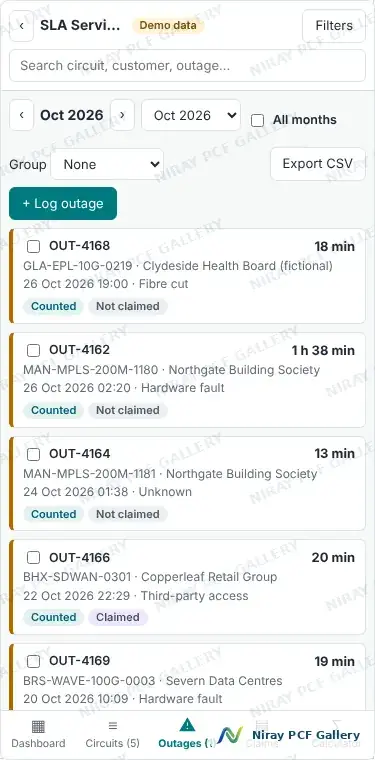 ‹ SLA Servi... Demo data Filters
Search circuit, customer, outage...
‹ Oct 2026 › Oct 2026 All months
Group None Export CSV
+ Log outage
OUT-4168 18 min
GLA-EPL-10G-0219 · Clydeside Health Board (fictional)
26 Oct 2026 19:00 · Fibre cut
Counted Not claimed
OUT-4162 1 h 38 min
MAN-MPLS-200M-1180 · Northgate Building Society
26 Oct 2026 02:20 · Hardware fault
Counted Not claimed
OUT-4164 13 min
MAN-MPLS-200M-1181 · Northgate Building Society
24 Oct 2026 01:38 · Unknown
Counted Not claimed
OUT-4166 20 min
BHX-SDWAN-0301 · Copperleaf Retail Group
22 Oct 2026 22:29 · Third-party access
Counted Claimed
OUT-4169 19 min
BRS-WAVE-100G-0003 · Severn Data Centres
20 Oct 2026 10:09 · Hardware fault
Dashboard Circuits (5) Outages (1 Claims Calculator
Niray PCF Gallery
NIRAY PCF GALLERY